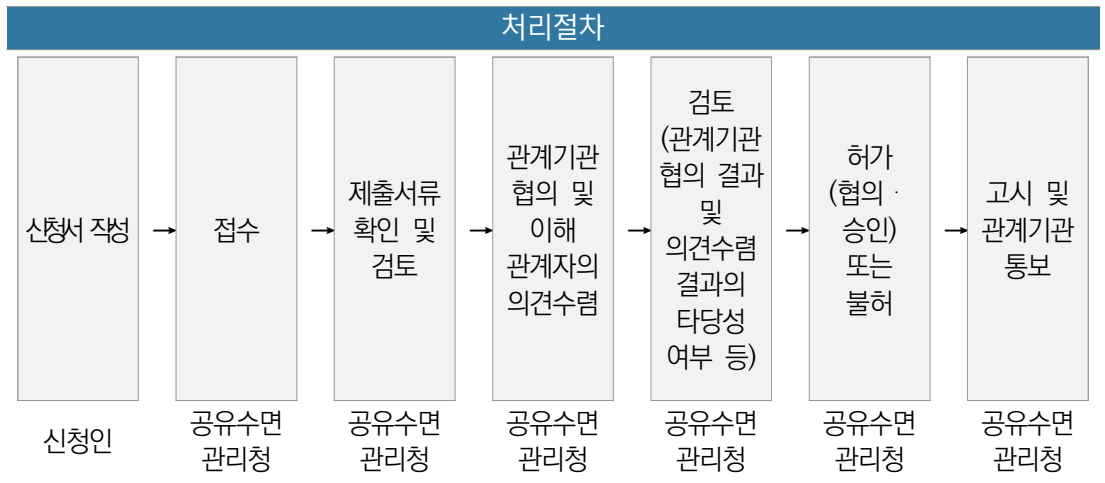 처리절차
신청서 작성
접수
제출서류
확인 및
검토
관계기관
협의 및
이해
관계자의
의견수렴
검토
(관계기관
협의 결과
및
의견수렴
결과의
타당성
여부 등)
허가
(협의ㆍ
승인)
또는
불허
고시 및
관계기관
통보
신청인
공유수면
관리청
공유수면
관리청
공유수면
관리청
공유수면
관리청
공유수면
관리청
공유수면
관리청